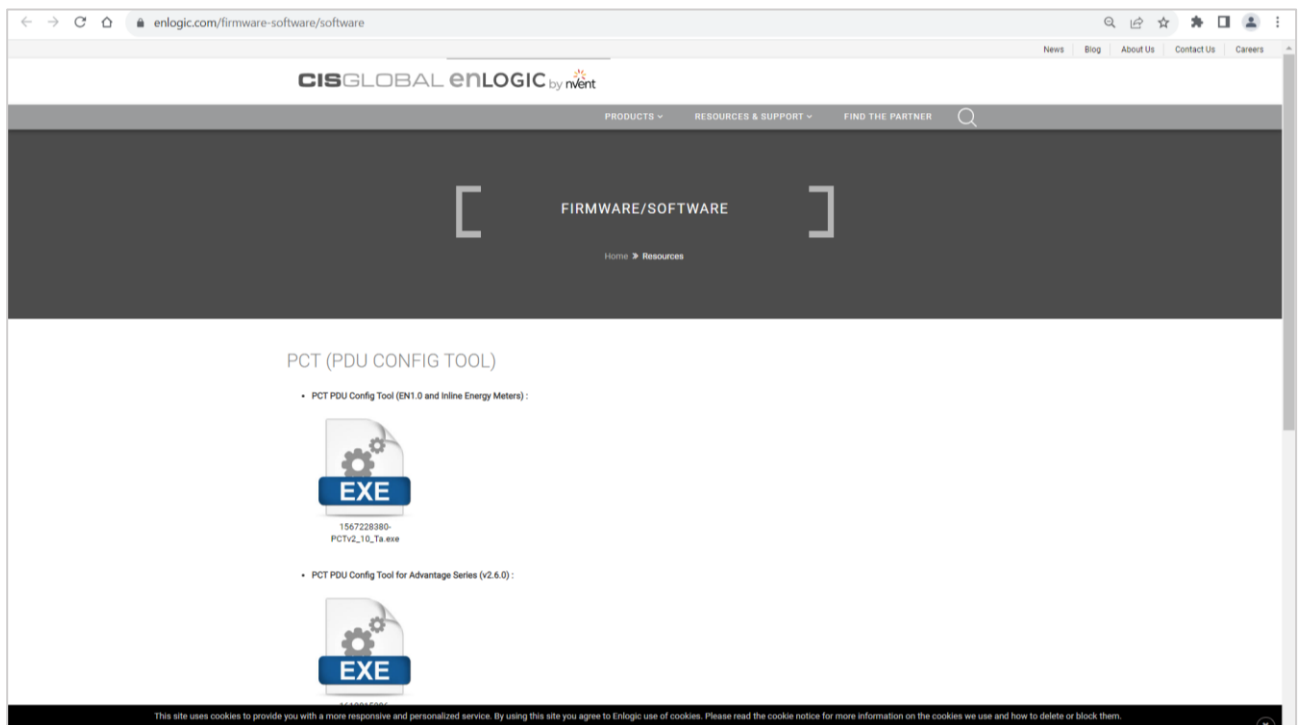 enlogic.com/firmware-software/software
News Blog About Us Contact Us Careers
CISGLOBAL enLOGIC by nvent
PRODUCTS RESOURCES & SUPPORT FIND THE PARTNER
FIRMWARE/SOFTWARE
Home » Resources
PCT (PDU CONFIG TOOL)
• PCT PDU Config Tool (EN1.0 and Inline Energy Meters) :
EXE
1567228380-
PCTv2_10_Ta.exe
• PCT PDU Config Tool for Advantage Series (v2.6.0) :
EXE
This site uses cookies to provide you with a more responsive and personalized service. By using this site you agree to Enlogic use of cookies. Please read the cookie notice for more information on the cookies we use and how to delete or block them.